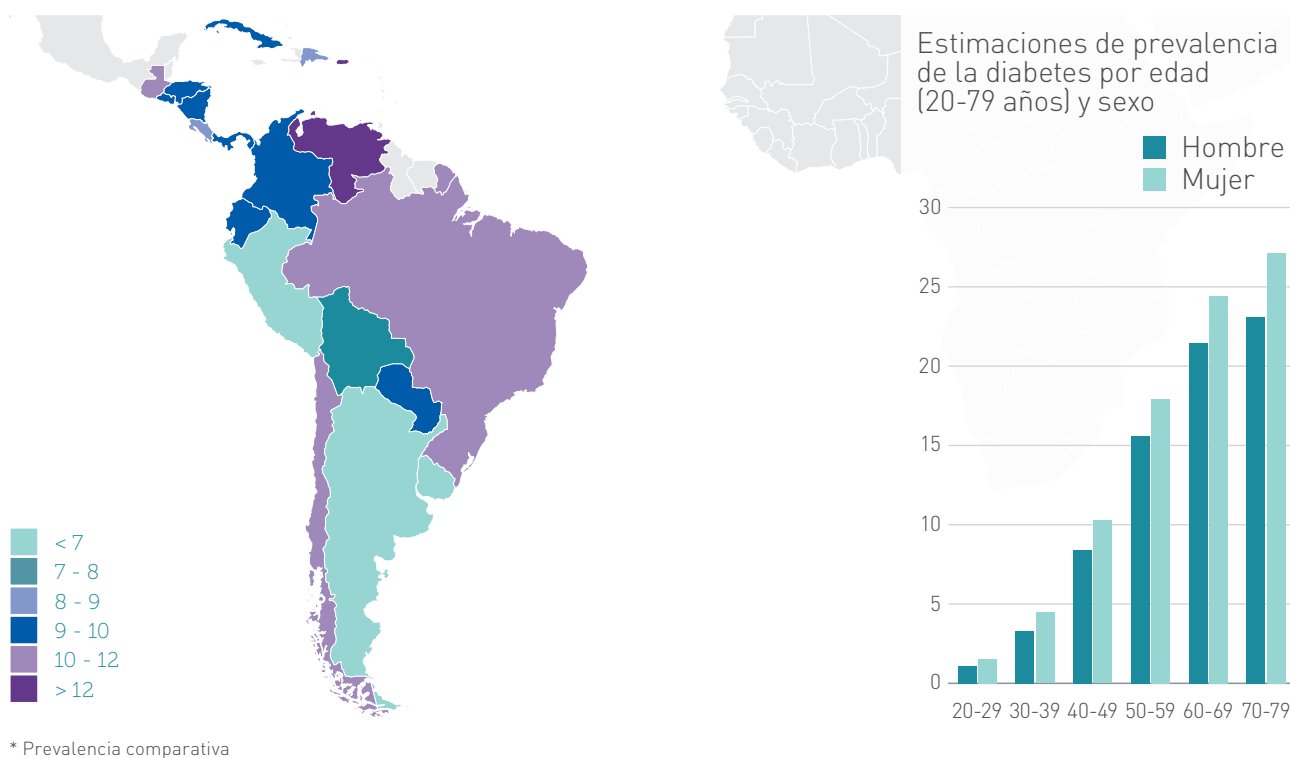 Estimaciones de prevalencia
de la diabetes por edad
(20-79 años) y sexo
Hombre
Mujer
30
25
20
15
10
5
0
20-29 30-39 40-49 50-59 60-69 70-79
< 7
7 - 8
8 - 9
9 - 10
10 - 12
> 12
* Prevalencia comparativa